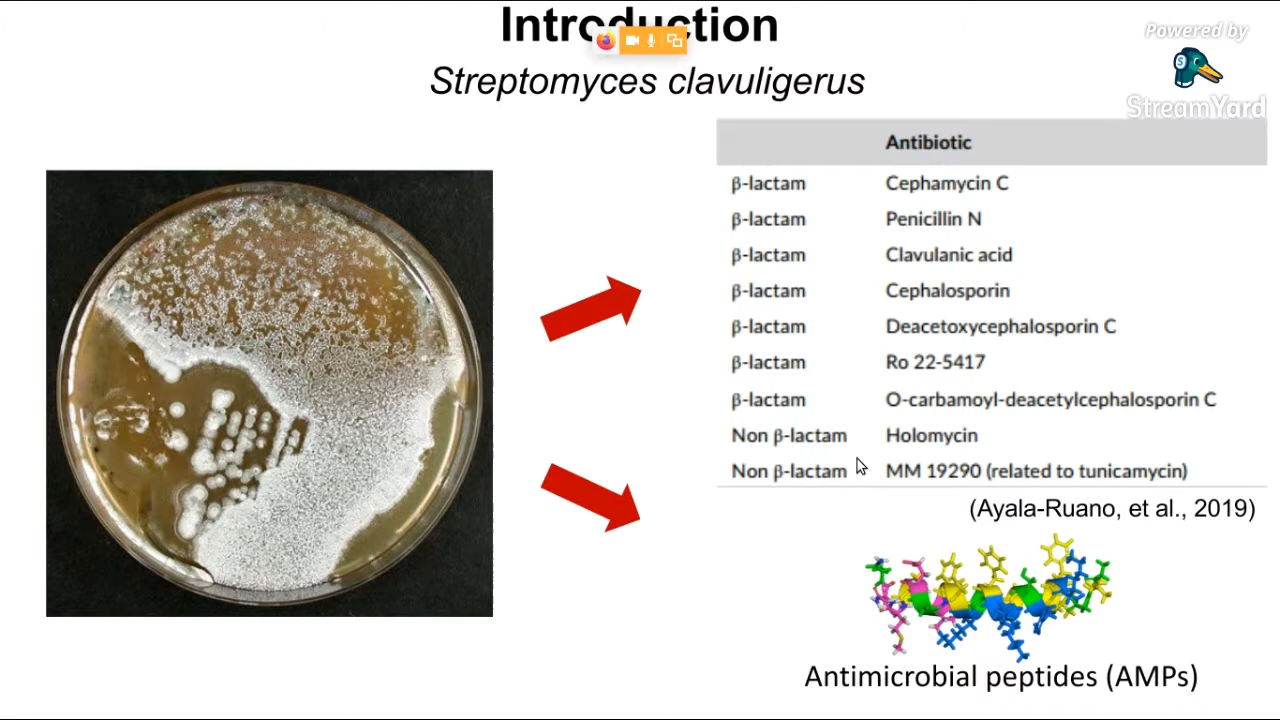 Introduction
Powered by
StreamYard
Streptomyces clavuligerus
Antibiotic
β-lactam Cephamycin C
β-lactam Penicillin N
β-lactam Clavulanic acid
β-lactam Cephalosporin
β-lactam Deacetoxycephalosporin C
β-lactam Ro 22-5417
β-lactam O-carbamoyl-deacetylcephalosporin C
Non β-lactam Holomycin
Non β-lactam MM 19290 (related to tunicamycin)
(Ayala-Ruano, et al., 2019)
Antimicrobial peptides (AMPs)